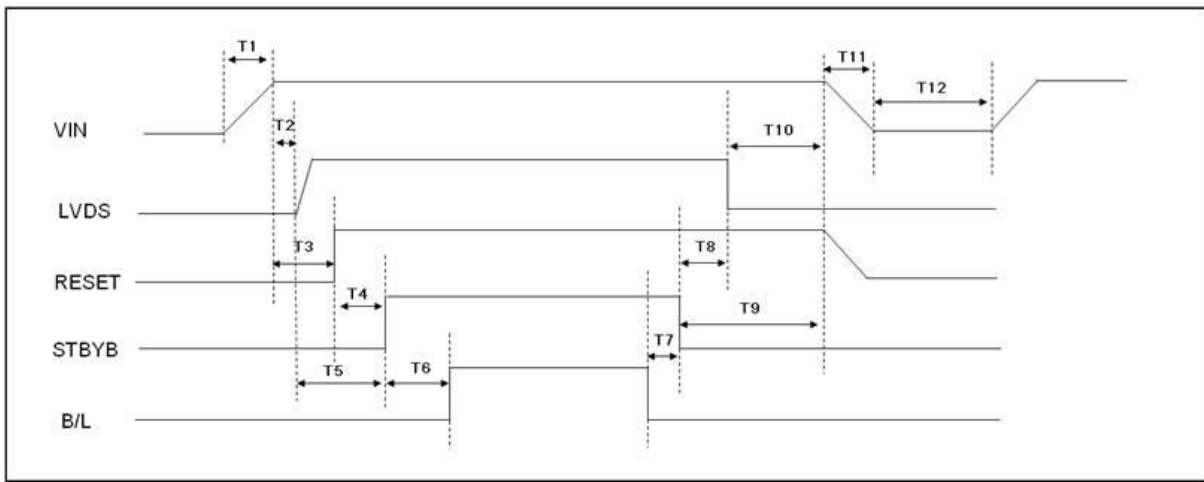 T1
T11
T12
VIN
T2
T10
LVDS
T3
T8
RESET
T4
T9
STBYB
T7
T5
T6
B/L